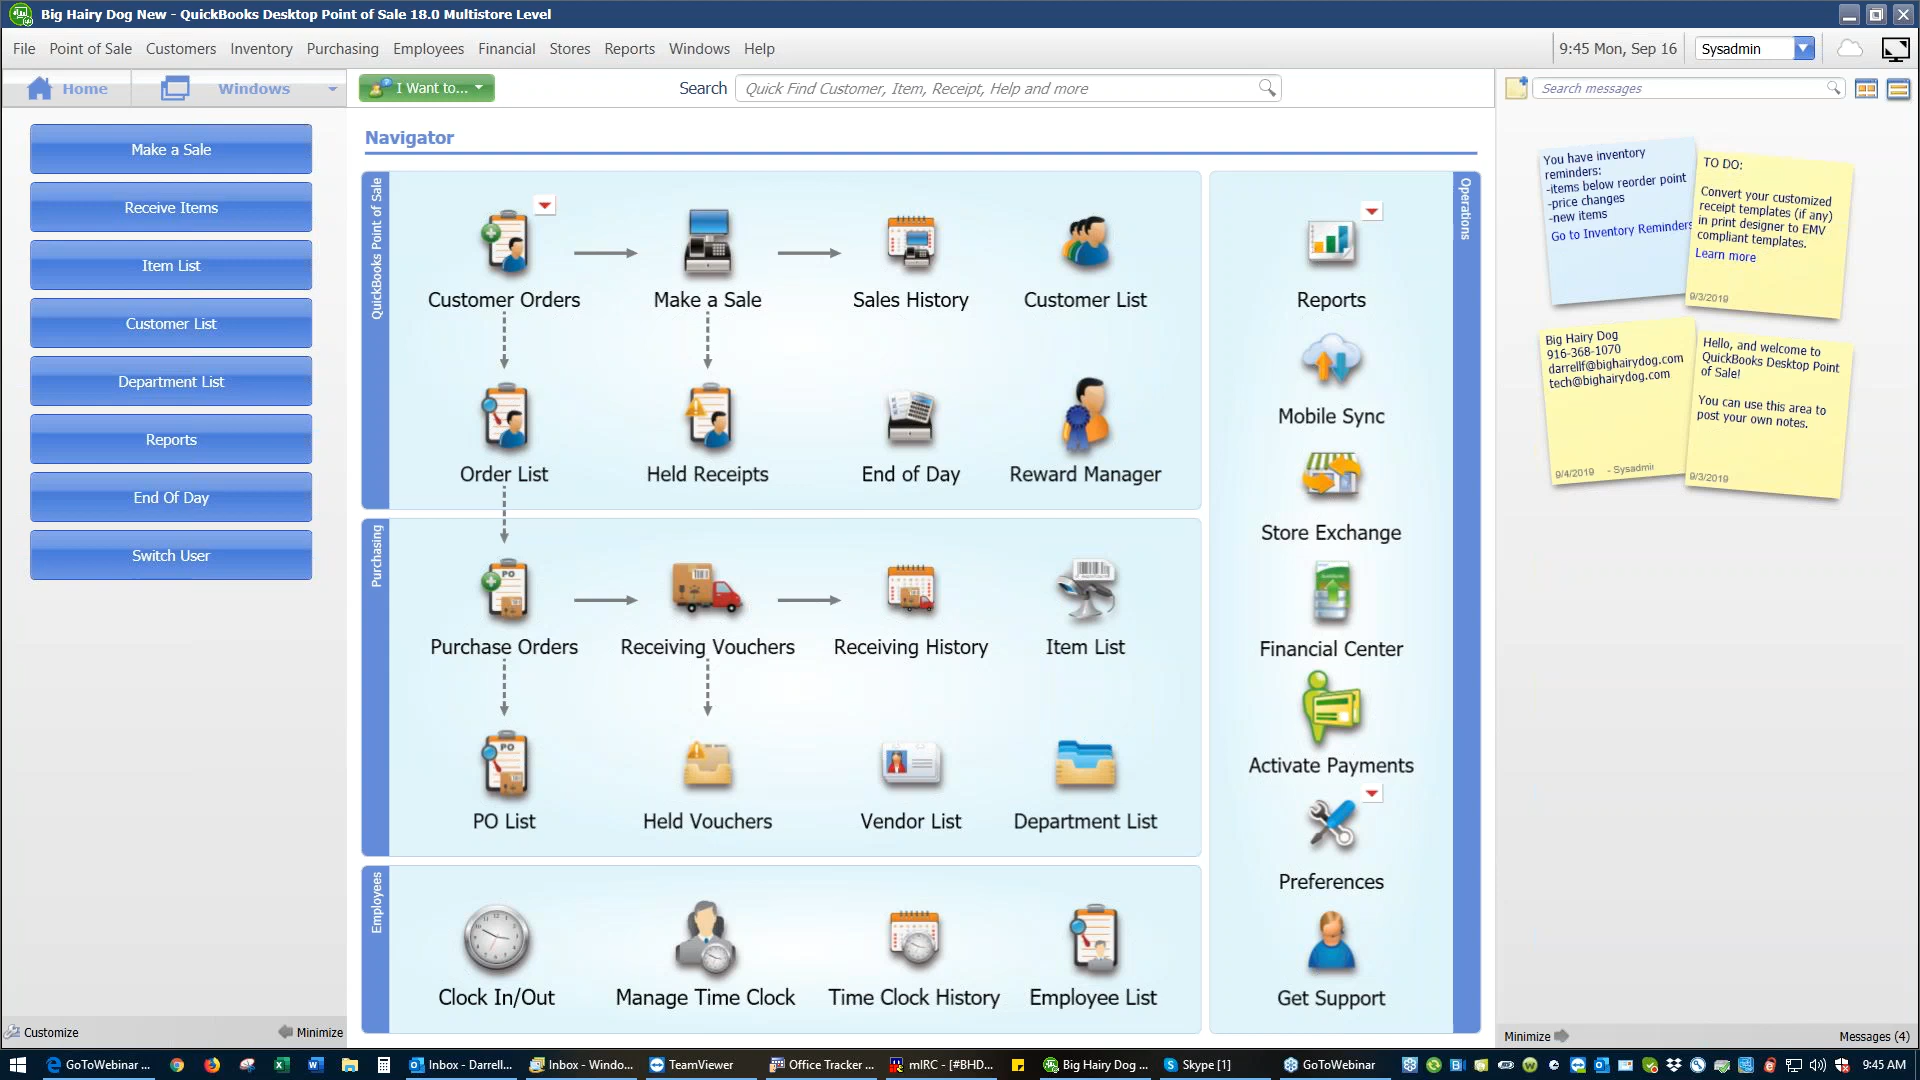 Big Hairy Dog New - QuickBooks Desktop Point of Sale 18.0 Multistore Level
File Point of Sale Customers Inventory Purchasing Employees Financial Stores Reports Windows Help
9:45 Mon, Sep 16 Sysadmin
Home Windows
I Want to...
Search Quick Find Customer, Item, Receipt, Help and more
Search messages
Make a Sale
Receive Items
Item List
Customer List
Department List
Reports
End Of Day
Switch User
Navigator
QuickBooks Point of Sale
Customer Orders Make a Sale Sales History Customer List
Order List Held Receipts End of Day Reward Manager
Purchasing
Purchase Orders Receiving Vouchers Receiving History Item List
PO List Held Vouchers Vendor List Department List
Employees
Clock In/Out Manage Time Clock Time Clock History Employee List
Operations
Reports
Mobile Sync
Store Exchange
Financial Center
Activate Payments
Preferences
Get Support
You have inventory
reminders:
-items below reorder point
-price changes
-new items
Go to Inventory Reminders
TO DO:
Convert your customized
receipt templates (if any)
in print designer to EMV
compliant templates.
Learn more
9/3/2019
Big Hairy Dog
916-368-1070
darrellf@bighairydog.com
tech@bighairydog.com
9/4/2019 - Sysadmin
Hello, and welcome to
QuickBooks Desktop Point
of Sale!
You can use this area to
post your own notes.
9/3/2019
Customize Minimize
Minimize Messages (4)
GoToWebinar ... Inbox - Darrell... Inbox - Windo... TeamViewer Office Tracker ... mIRC - [#BHD... Big Hairy Dog ... Skype [1] GoToWebinar 9:45 AM